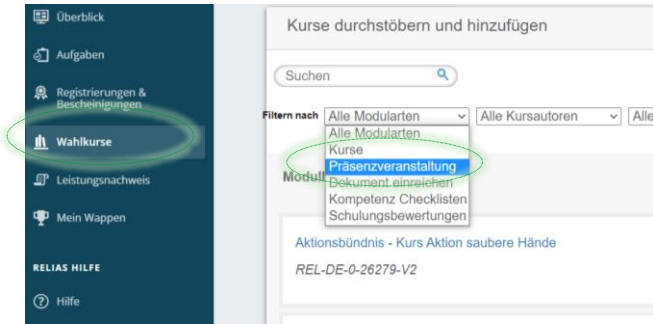 Überblick
Aufgaben
Registrierungen &
Bescheinigungen
Wahlkurse
Leistungsnachweis
Mein Wappen
RELIAS HILFE
Hilfe
Kurse durchstöbern und hinzufügen
Suchen
Filtern nach Alle Modularten Alle Kursautoren Alle
Alle Modularten
Kurse
Präsenzveranstaltung
Dokument einreichen
Kompetenz Checklisten
Schulungsbewertungen
Aktionsbündnis - Kurs Aktion saubere Hände
REL-DE-0-26279-V2